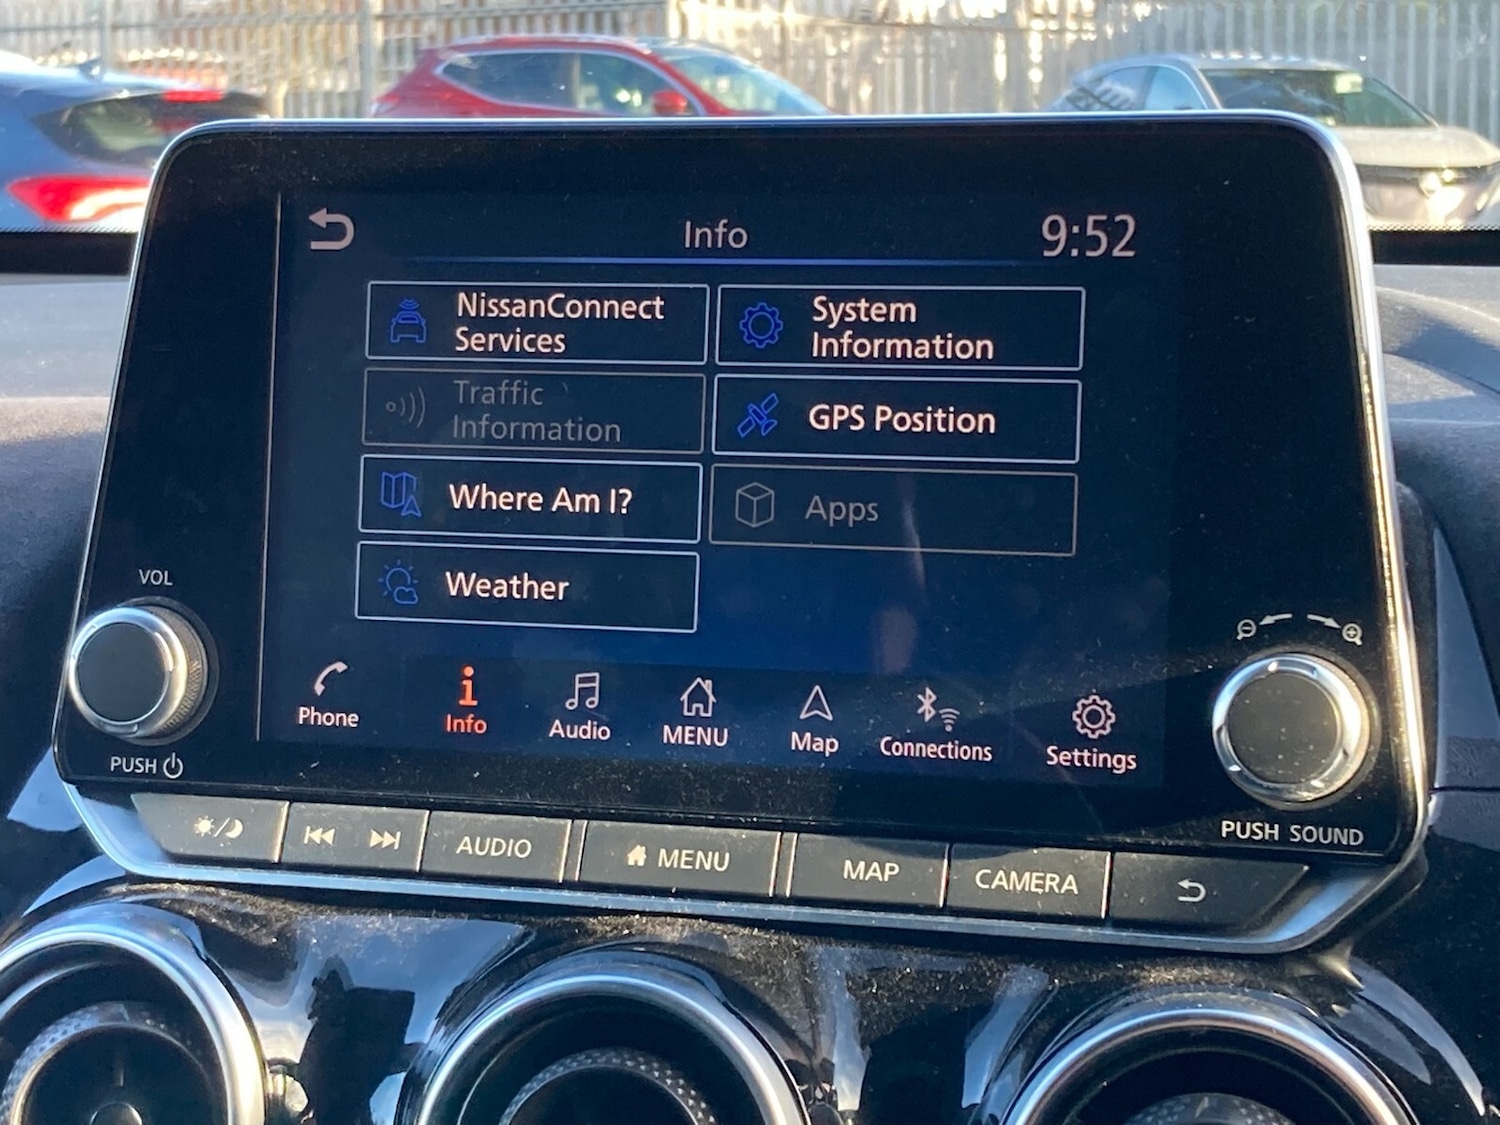 Info
9:52
NissanConnect
Services
System
Information
Traffic
Information
GPS Position
Where Am I?
Apps
Weather
VOL
PUSH
Phone
Info
Audio
MENU
Map
Connections
Settings
PUSH SOUND
AUDIO
MENU
MAP
CAMERA